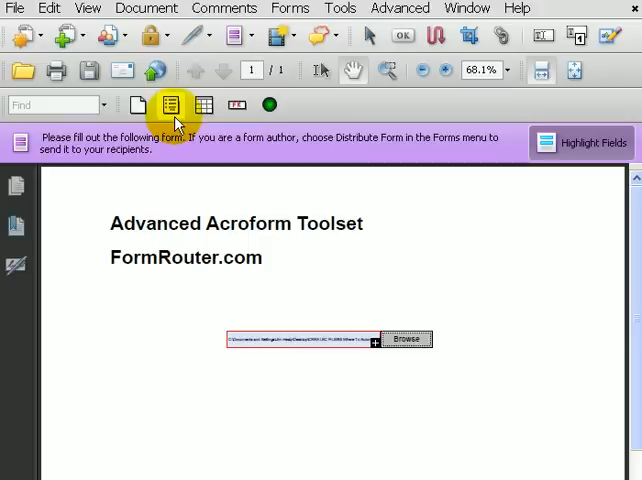 File Edit View Document Comments Forms Tools Advanced Window Help
OK
1 / 1 68.1%
Find FR
Please fill out the following form. If you are a form author, choose Distribute Form in the Forms menu to
send it to your recipients.
Highlight Fields
Advanced Acroform Toolset
FormRouter.com
Browse